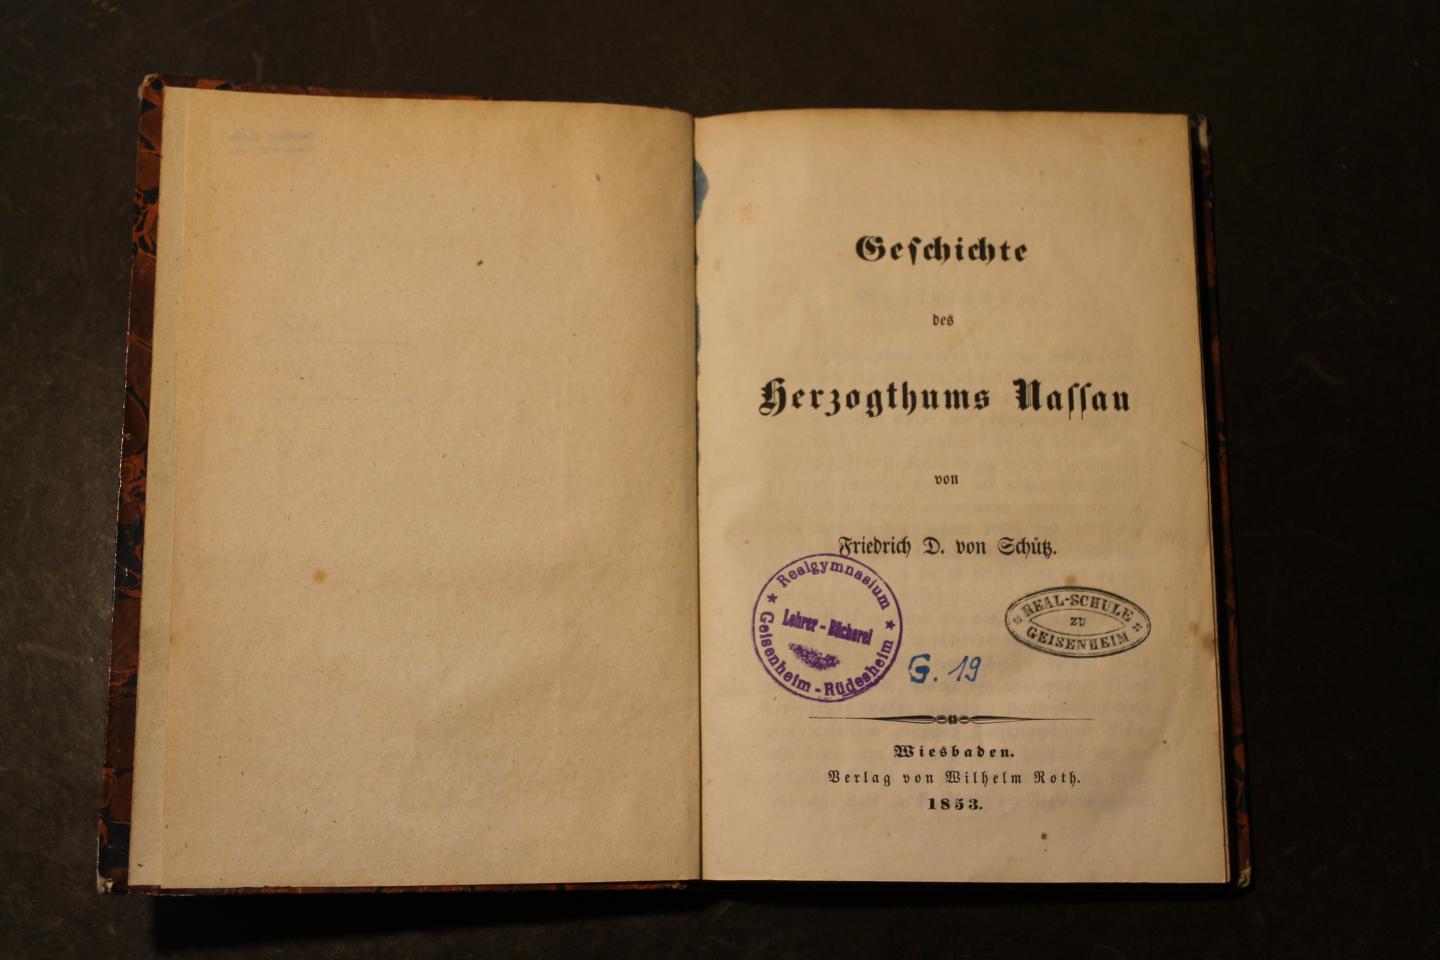 Geschichte
des
Herzogthums Nassau
von
Friedrich D. von Schütz.
Realgymnasium
Lehrer-Bücherei
Geisenheim-Rüdesheim
REAL-SCHULE
ZU
GEISENHEIM
G. 19
Wiesbaden.
Verlag von Wilhelm Roth.
1853.